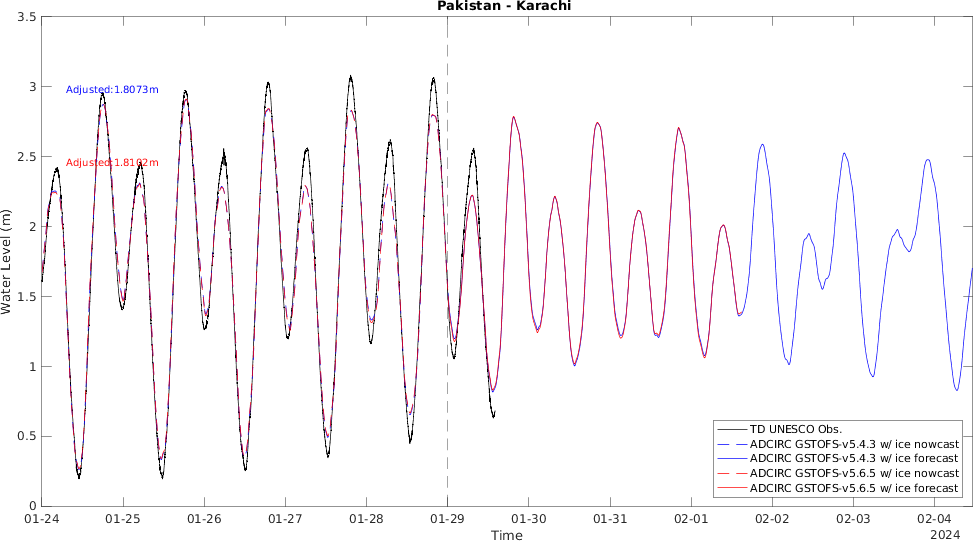 Pakistan - Karachi
3.5
3
2.5
2
1.5
1
0.5
0
Water Level (m)
Adjusted:1.8073m
Adjusted:1.8102m
TD UNESCO Obs.
ADCIRC GSTOFS-v5.4.3 w/ ice nowcast
ADCIRC GSTOFS-v5.4.3 w/ ice forecast
ADCIRC GSTOFS-v5.6.5 w/ ice nowcast
ADCIRC GSTOFS-v5.6.5 w/ ice forecast
01-24 01-25 01-26 01-27 01-28 01-29 01-30 01-31 02-01 02-02 02-03 02-04
Time
2024